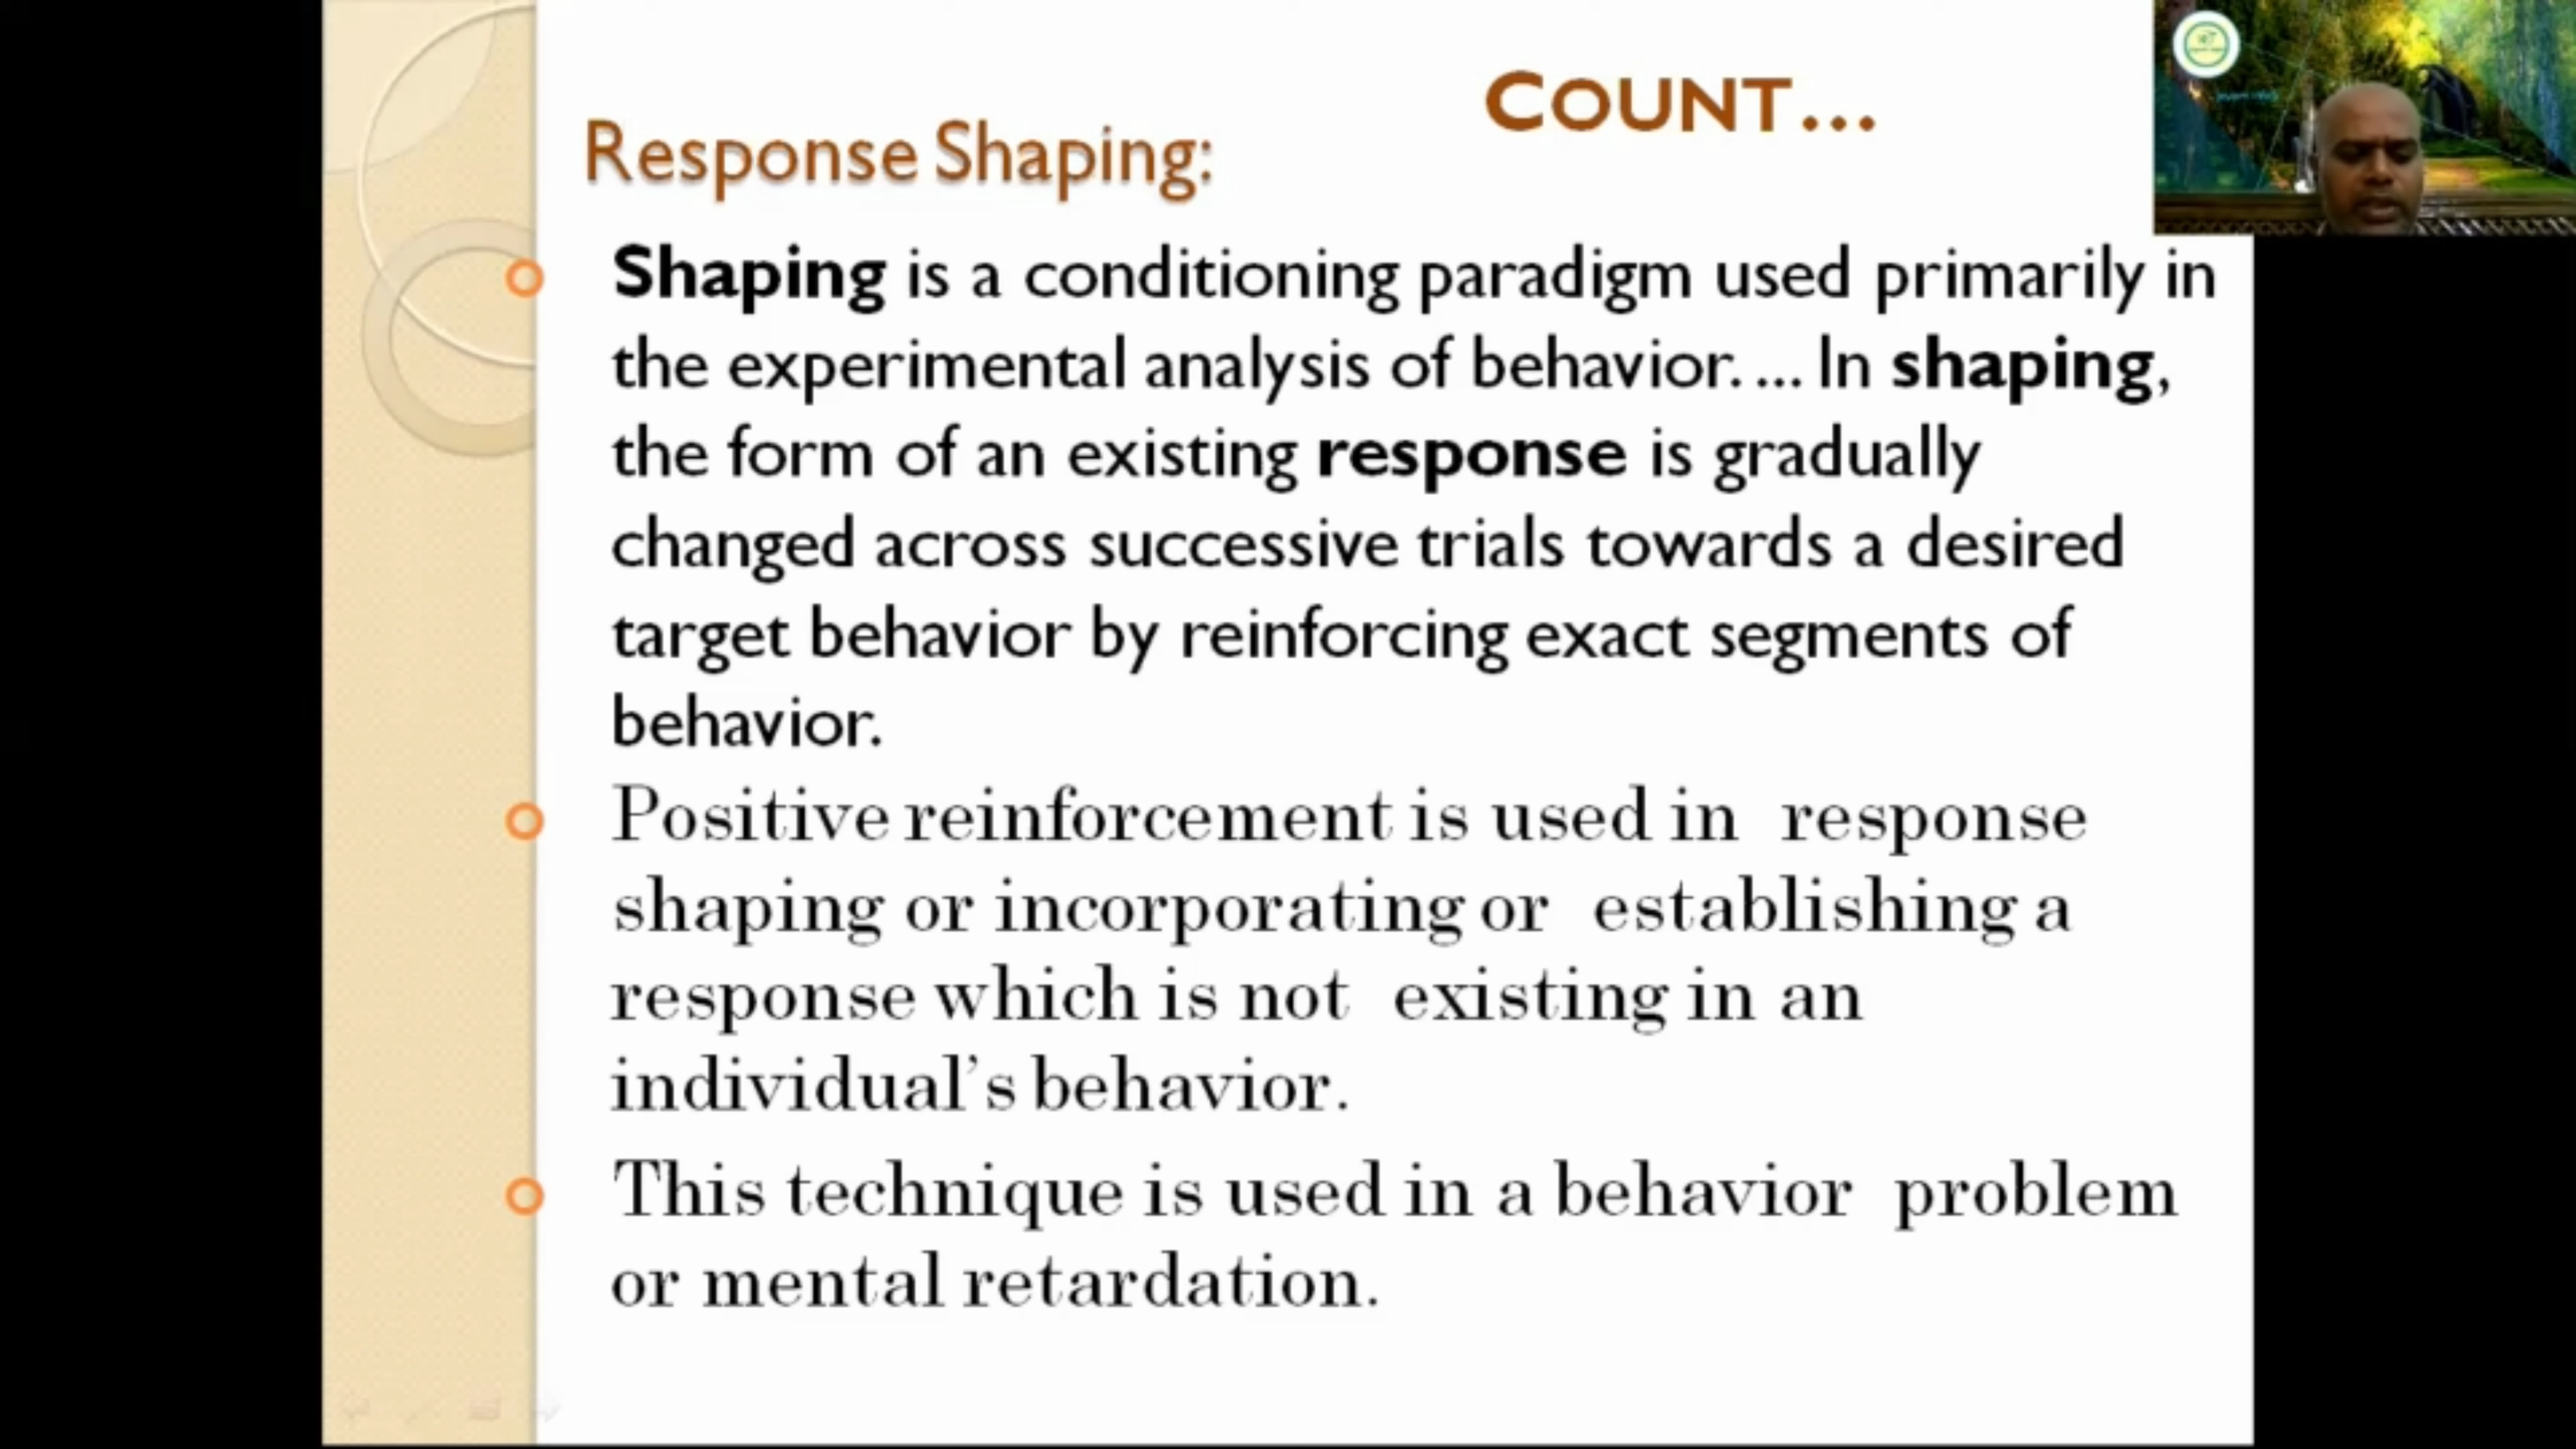 COUNT...
Response Shaping:
Shaping is a conditioning paradigm used primarily in
the experimental analysis of behavior. ... In shaping,
the form of an existing response is gradually
changed across successive trials towards a desired
target behavior by reinforcing exact segments of
behavior.
Positive reinforcement is used in response
shaping or incorporating or establishing a
response which is not existing in an
individual's behavior.
This technique is used in a behavior problem
or mental retardation.